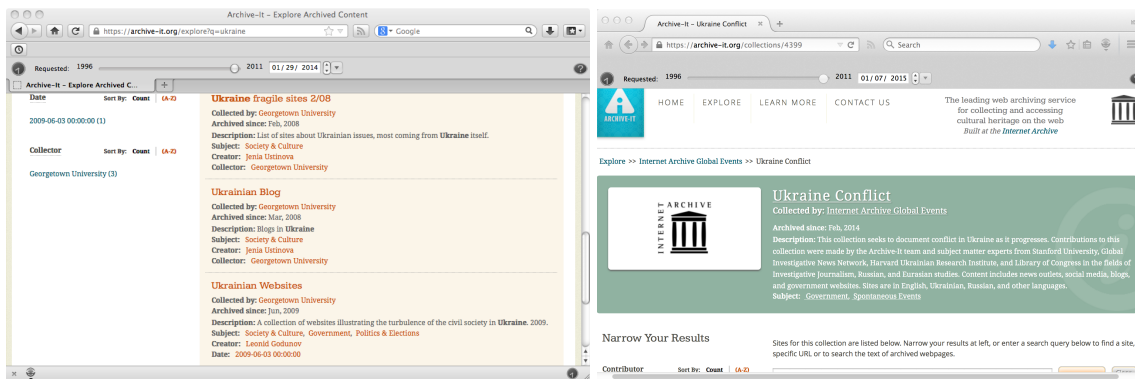 Archive-It – Explore Archived Content
https://archive-it.org/explore?q=ukraine
Google
Requested: 1996 2011 01/29/2014
Archive-It – Explore Archived C...
Date Sort By: Count (A-Z)
2009-06-03 00:00:00 (1)
Collector Sort By: Count (A-Z)
Georgetown University (3)
Ukraine fragile sites 2/08
Collected by: Georgetown University
Archived since: Feb, 2008
Description: List of sites about Ukrainian issues, most coming from Ukraine itself.
Subject: Society & Culture
Creator: Jenia Ustinova
Collector: Georgetown University
Ukrainian Blog
Collected by: Georgetown University
Archived since: Mar, 2008
Description: Blogs in Ukraine
Subject: Society & Culture
Creator: Jenia Ustinova
Collector: Georgetown University
Ukrainian Websites
Collected by: Georgetown University
Archived since: Jun, 2009
Description: A collection of websites illustrating the turbulence of the civil society in Ukraine. 2009.
Subject: Society & Culture, Government, Politics & Elections
Creator: Leonid Godunov
Date: 2009-06-03 00:00:00
Archive-It – Ukraine Conflict
https://archive-it.org/collections/4399
Search
Requested: 1996 2011 01/07/2015
ARCHIVE-IT
HOME EXPLORE LEARN MORE CONTACT US
The leading web archiving service
for collecting and accessing
cultural heritage on the web
Built at the Internet Archive
Explore >> Internet Archive Global Events >> Ukraine Conflict
INTERNET ARCHIVE
Ukraine Conflict
Collected by: Internet Archive Global Events
Archived since: Feb, 2014
Description: This collection seeks to document conflict in Ukraine as it progresses. Contributions to this
collection were made by the Archive-It team and subject matter experts from Stanford University, Global
Investigative News Network, Harvard Ukrainian Research Institute, and Library of Congress in the fields of
Investigative Journalism, Russian, and Eurasian studies. Content includes news outlets, social media, blogs,
and government websites. Sites are in English, Ukrainian, Russian, and other languages.
Subject: Government, Spontaneous Events
Narrow Your Results
Sites for this collection are listed below. Narrow your results at left, or enter a search query below to find a site,
specific URL or to search the text of archived webpages.
Contributor Sort By: Count (A-Z)